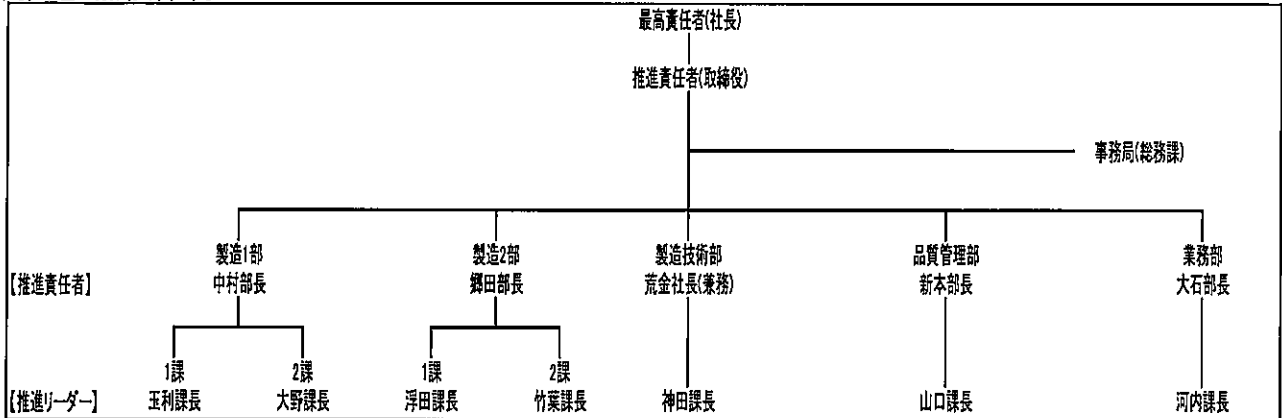 最高責任者(社長)
推進責任者(取締役)
事務局(総務課)
製造1部 製造2部 製造技術部 品質管理部 業務部
【推進責任者】 中村部長 郷田部長 荒金社長(兼務) 新本部長 大石部長
1課 2課 1課 2課
【推進リーダー】 玉利課長 大野課長 浮田課長 竹葉課長 神田課長 山口課長 河内課長